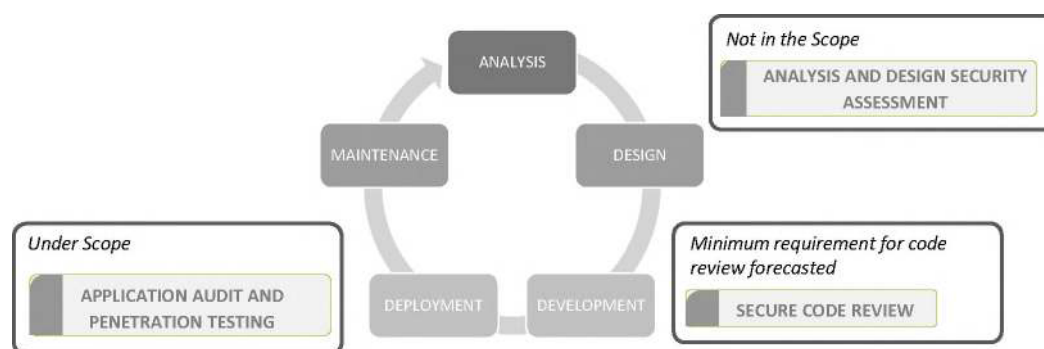 Not in the Scope
ANALYSIS AND DESIGN SECURITY
ASSESSMENT
ANALYSIS
MAINTENANCE
DESIGN
Under Scope
APPLICATION AUDIT AND
PENETRATION TESTING
DEPLOYMENT
DEVELOPMENT
Minimum requirement for code
review forecasted
SECURE CODE REVIEW